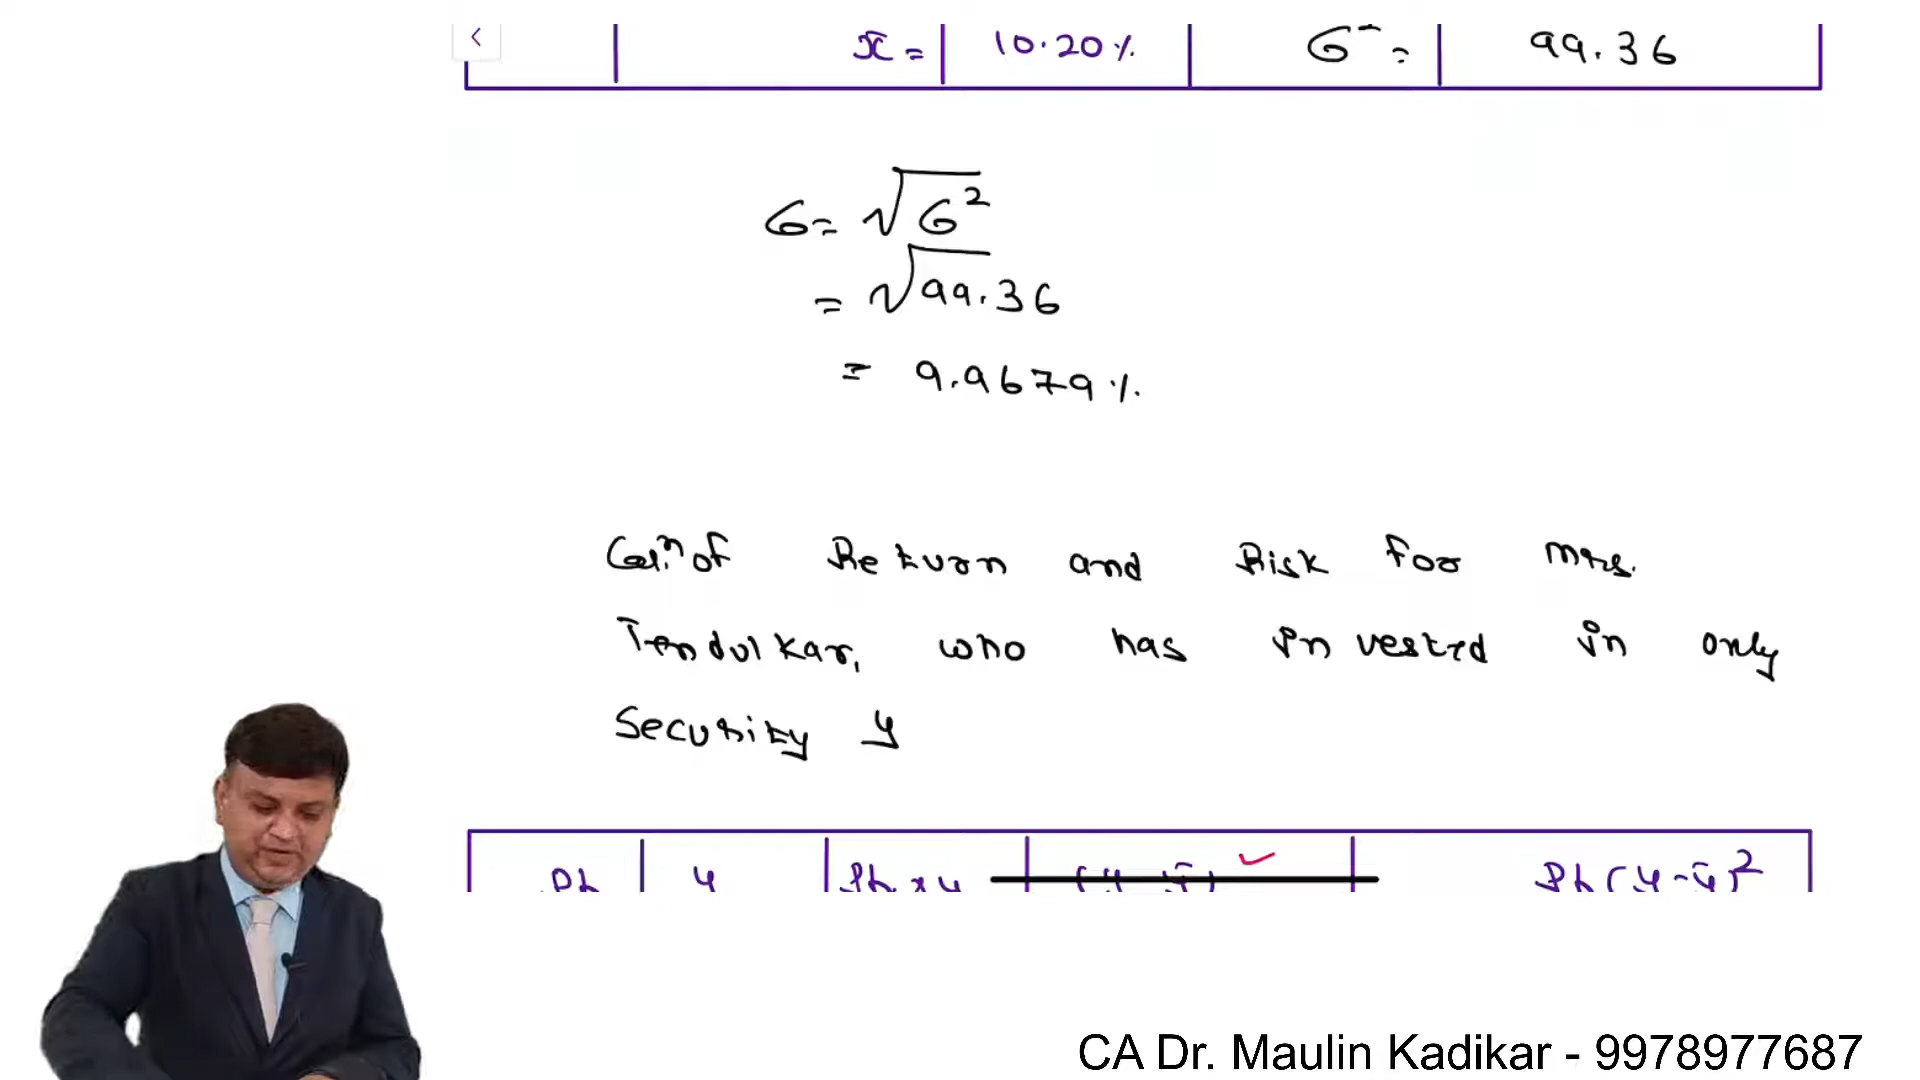 x̄ = 10.20% σ² = 99.36
σ = √σ²
= √99.36
= 9.9679%
Cal.ⁿ of Return and Risk for Mrs.
Tendulkar, who has invested in only
Security y
Ph y Ph × y (y - ȳ) Ph (y - ȳ)²
CA Dr. Maulin Kadikar - 9978977687